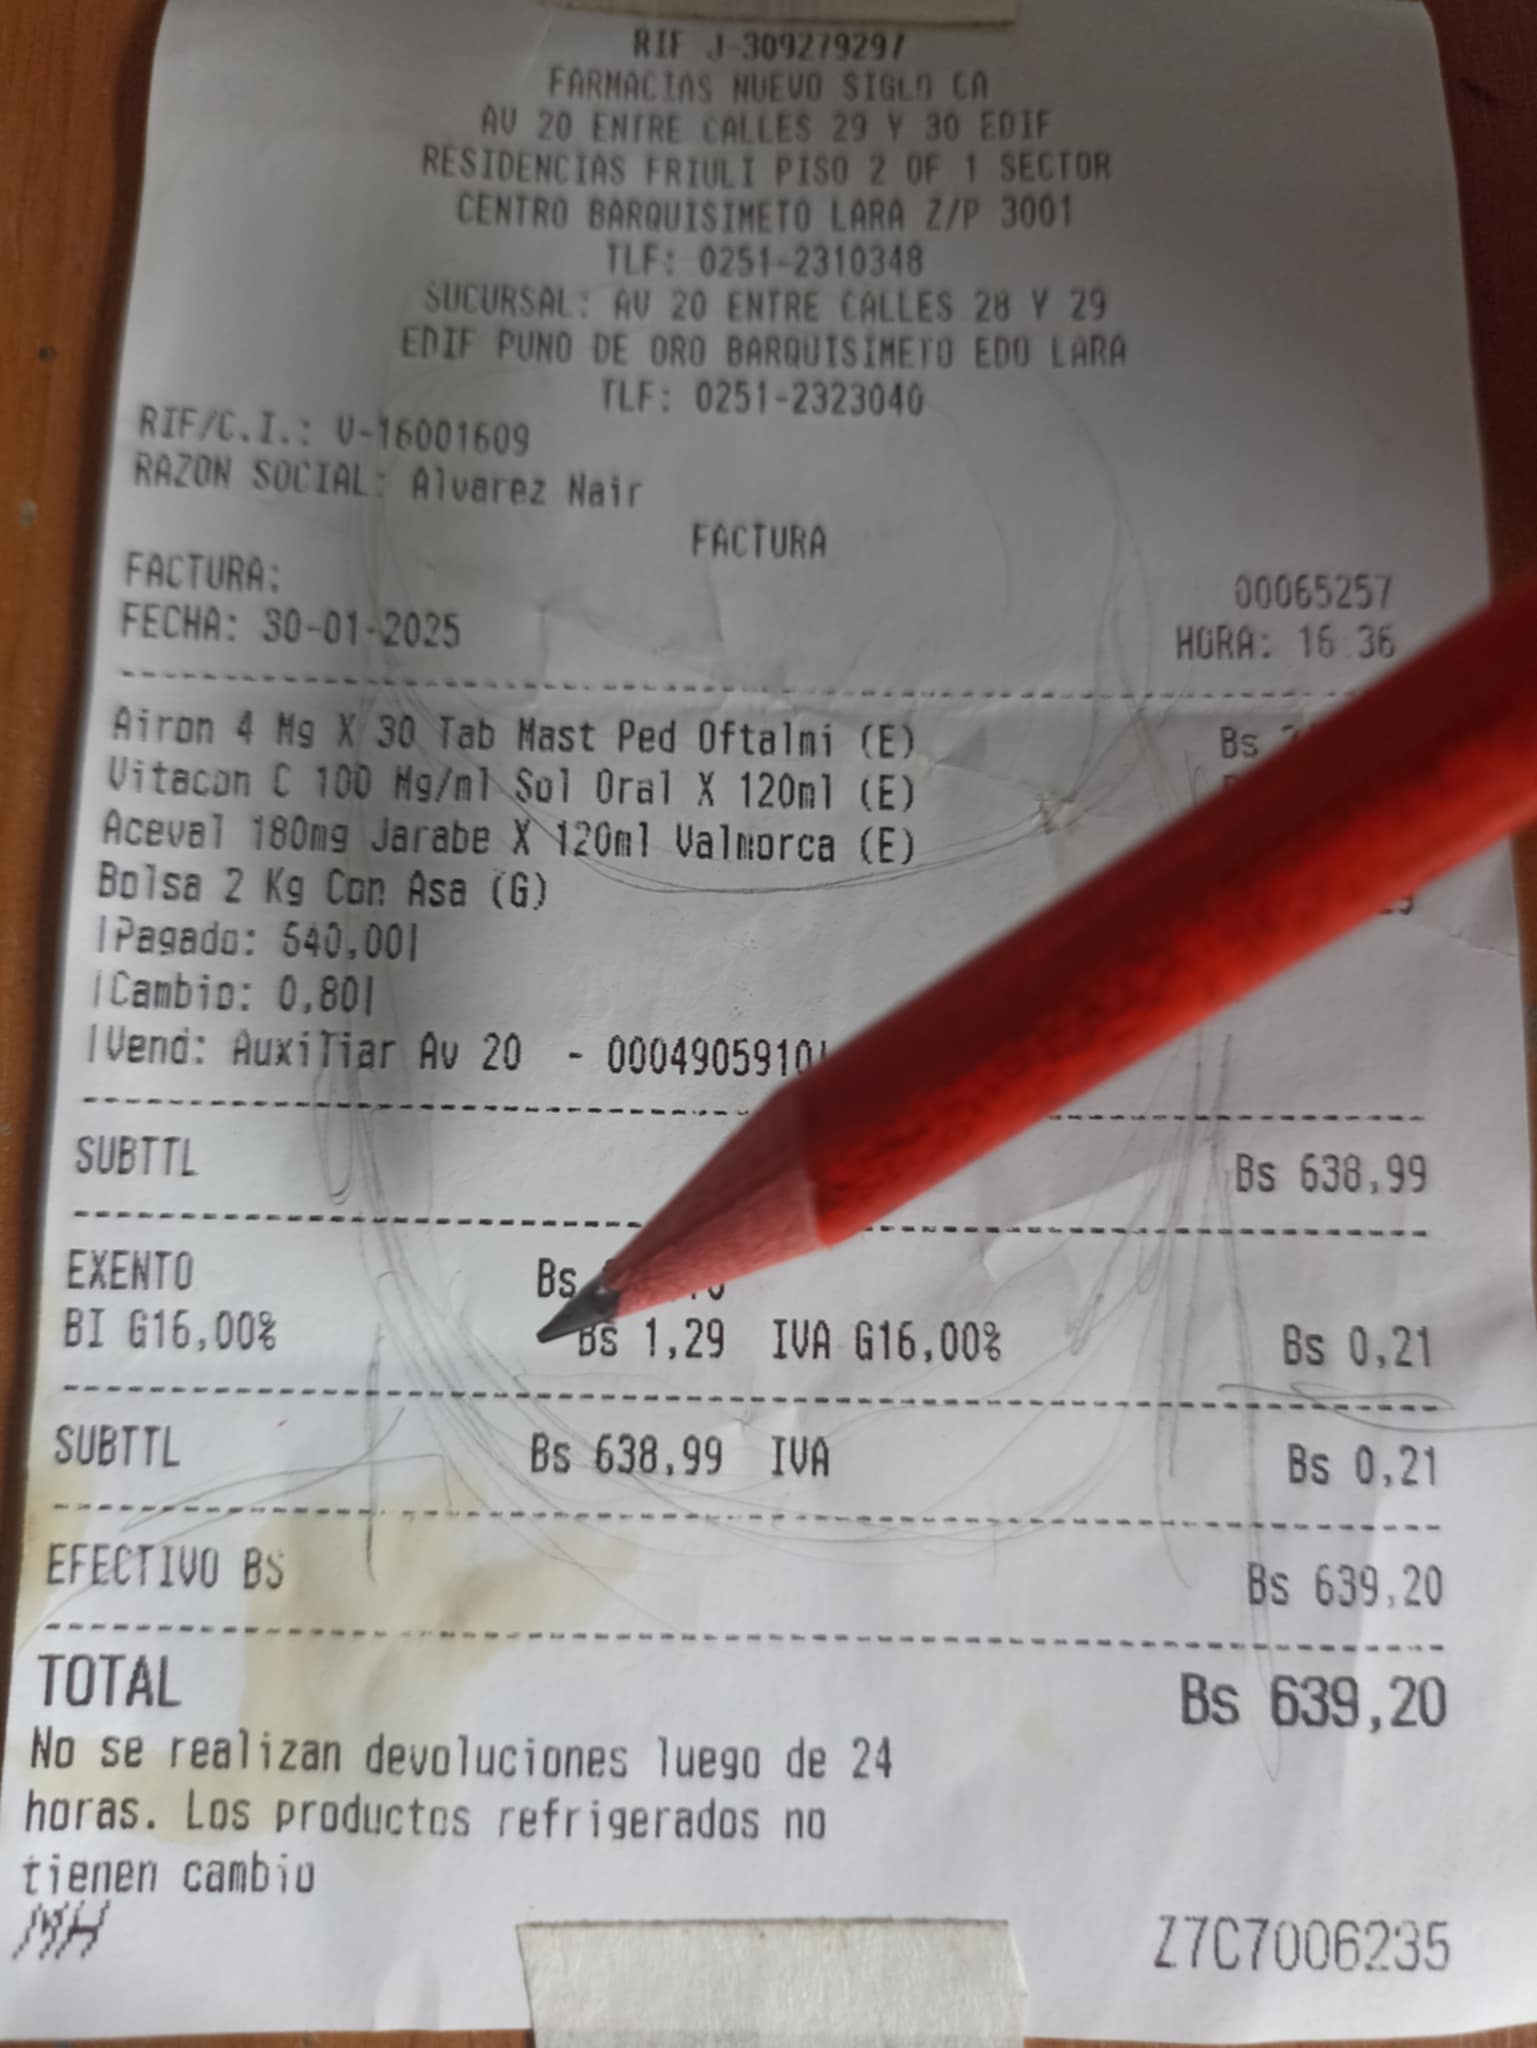 RIF J-309279297
FARMACIAS NUEVO SIGLO CA
AV 20 ENTRE CALLES 29 Y 30 EDIF
RESIDENCIAS FRIULI PISO 2 OF 1 SECTOR
CENTRO BARQUISIMETO LARA Z/P 3001
TLF: 0251-2310348
SUCURSAL: AV 20 ENTRE CALLES 28 Y 29
EDIF PUNO DE ORO BARQUISIMETO EDO LARA
TLF: 0251-2323040
RIF/C.I.: V-16001609
RAZON SOCIAL: Alvarez Nair
FACTURA
FACTURA: 00065257
FECHA: 30-01-2025 HORA: 16:36
Airon 4 Mg X 30 Tab Mast Ped Oftalmi (E) Bs
Vitacon C 100 Mg/ml Sol Oral X 120ml (E)
Aceval 180mg Jarabe X 120ml Valmorca (E)
Bolsa 2 Kg Con Asa (G)
|Pagado: 640,00|
|Cambio: 0,80|
|Vend: Auxiliar Av 20 - 0004905910|
SUBTTL Bs 638,99
EXENTO Bs
BI G16,00% Bs 1,29 IVA G16,00% Bs 0,21
SUBTTL Bs 638,99 IVA Bs 0,21
EFECTIVO BS Bs 639,20
TOTAL Bs 639,20
No se realizan devoluciones luego de 24
horas. Los productos refrigerados no
tienen cambio
MH Z7C7006235